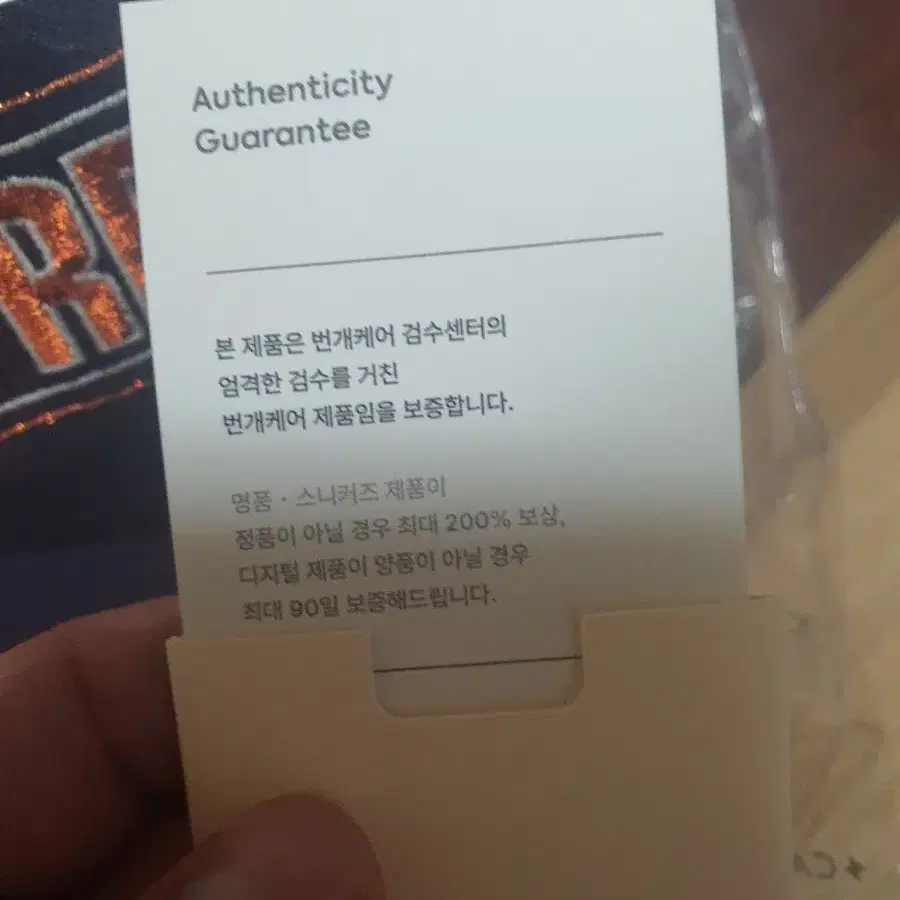 Authenticity
Guarantee
본 제품은 번개케어 검수센터의
엄격한 검수를 거친
번개케어 제품임을 보증합니다.
명품 · 스니커즈 제품이
정품이 아닐 경우 최대 200% 보상,
디지털 제품이 양품이 아닐 경우
최대 90일 보증해드립니다.